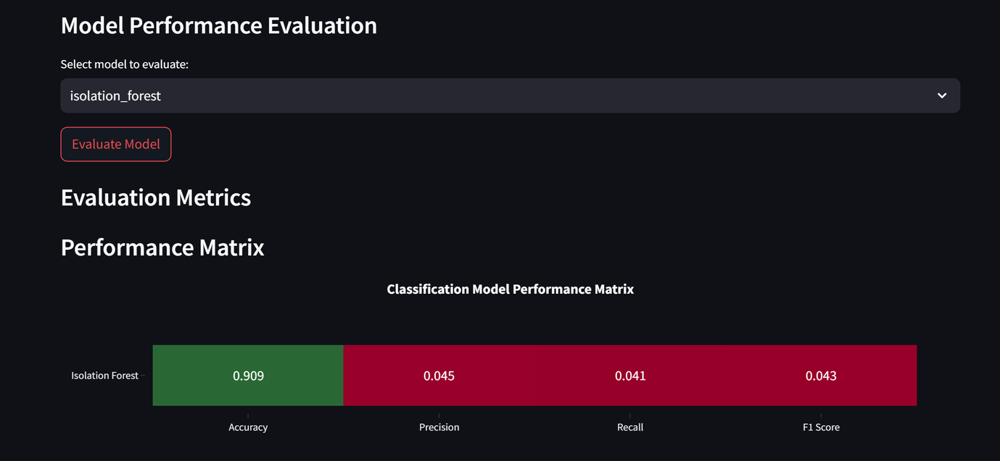 Model Performance Evaluation
Select model to evaluate:
isolation_forest
Evaluate Model
Evaluation Metrics
Performance Matrix
Classification Model Performance Matrix
Isolation Forest 0.909 0.045 0.041 0.043
Accuracy Precision Recall F1 Score